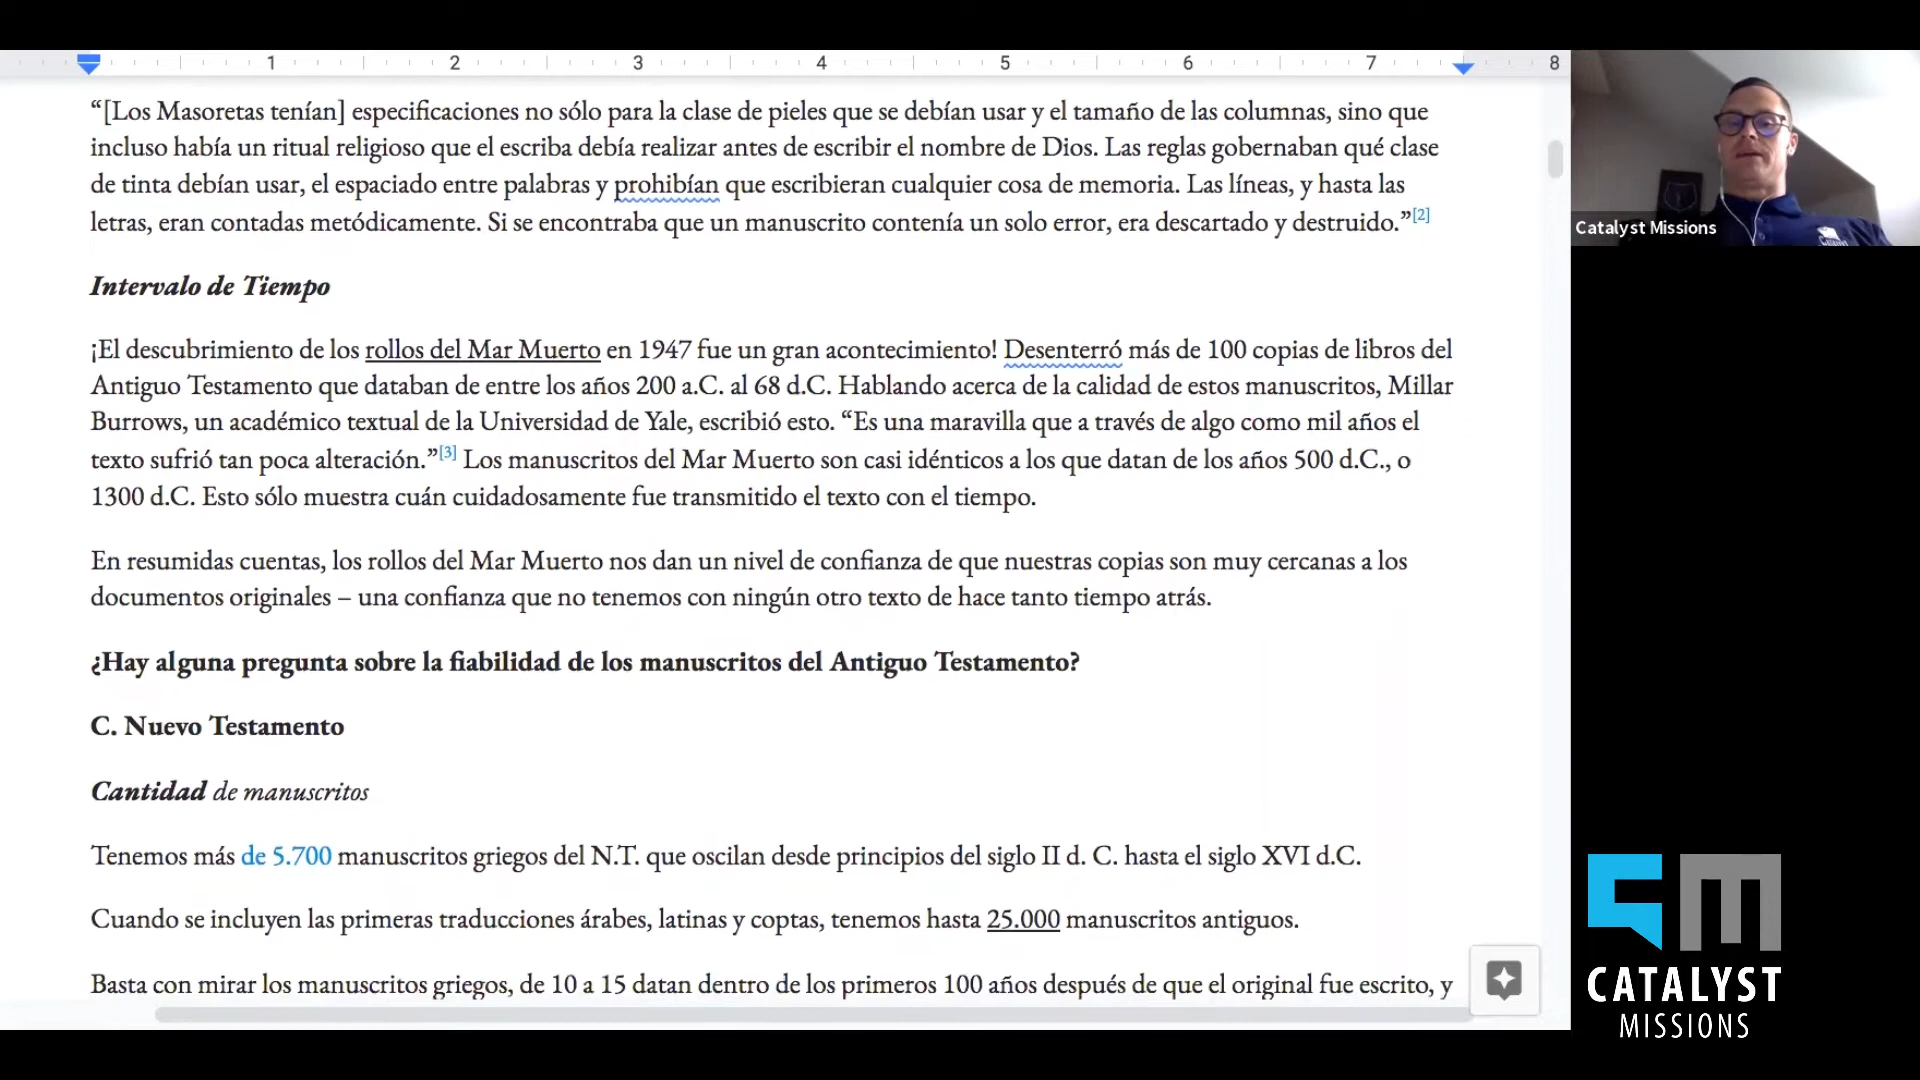 1 2 3 4 5 6 7 8
“[Los Masoretas tenían] especificaciones no sólo para la clase de pieles que se debían usar y el tamaño de las columnas, sino que
incluso había un ritual religioso que el escriba debía realizar antes de escribir el nombre de Dios. Las reglas gobernaban qué clase
de tinta debían usar, el espaciado entre palabras y prohibían que escribieran cualquier cosa de memoria. Las líneas, y hasta las
letras, eran contadas metódicamente. Si se encontraba que un manuscrito contenía un solo error, era descartado y destruido.”[2]
Intervalo de Tiempo
¡El descubrimiento de los rollos del Mar Muerto en 1947 fue un gran acontecimiento! Desenterró más de 100 copias de libros del
Antiguo Testamento que databan de entre los años 200 a.C. al 68 d.C. Hablando acerca de la calidad de estos manuscritos, Millar
Burrows, un académico textual de la Universidad de Yale, escribió esto. “Es una maravilla que a través de algo como mil años el
texto sufrió tan poca alteración.”[3] Los manuscritos del Mar Muerto son casi idénticos a los que datan de los años 500 d.C., o
1300 d.C. Esto sólo muestra cuán cuidadosamente fue transmitido el texto con el tiempo.
En resumidas cuentas, los rollos del Mar Muerto nos dan un nivel de confianza de que nuestras copias son muy cercanas a los
documentos originales – una confianza que no tenemos con ningún otro texto de hace tanto tiempo atrás.
¿Hay alguna pregunta sobre la fiabilidad de los manuscritos del Antiguo Testamento?
C. Nuevo Testamento
Cantidad de manuscritos
Tenemos más de 5.700 manuscritos griegos del N.T. que oscilan desde principios del siglo II d. C. hasta el siglo XVI d.C.
Cuando se incluyen las primeras traducciones árabes, latinas y coptas, tenemos hasta 25.000 manuscritos antiguos.
Basta con mirar los manuscritos griegos, de 10 a 15 datan dentro de los primeros 100 años después de que el original fue escrito, y
Catalyst Missions
CATALYST
MISSIONS